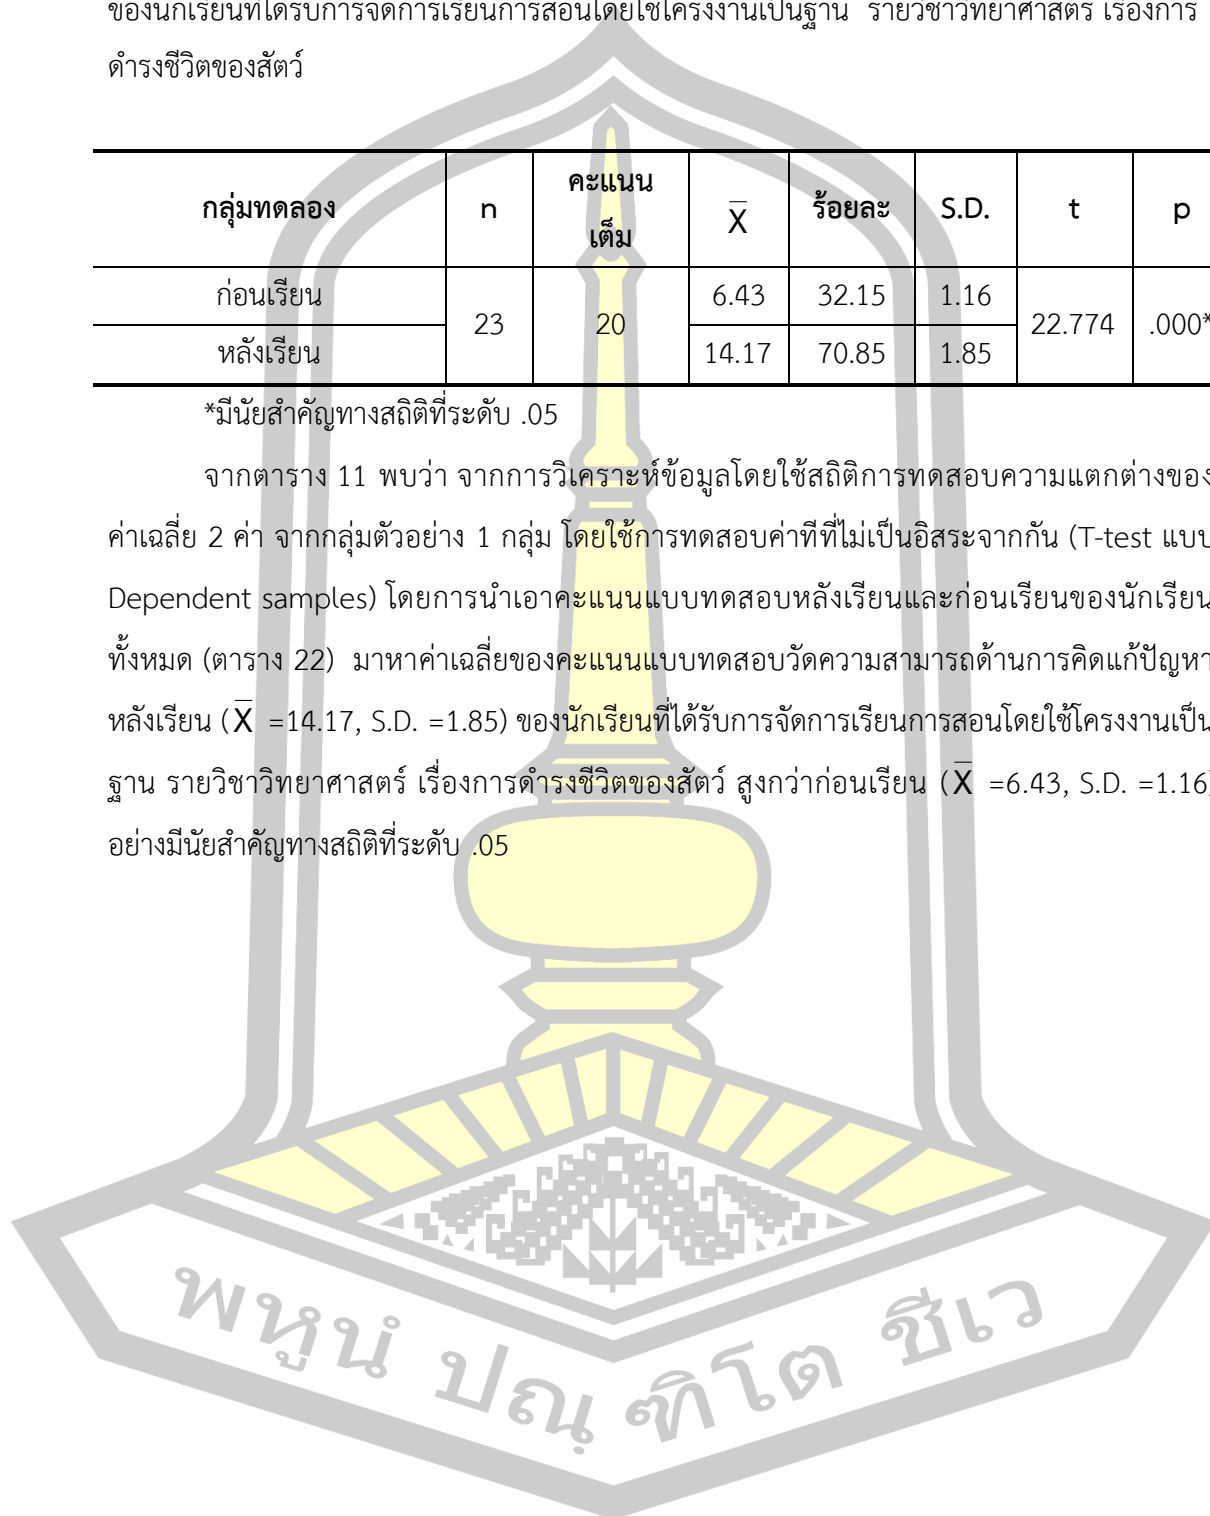 ของนักเรียนที่ได้รับการจัดการเรียนการสอนโดยใช้โครงงานเป็นฐาน รายวิชาวิทยาศาสตร์ เรื่องการ
ดำรงชีวิตของสัตว์
กลุ่มทดลอง n คะแนนเต็ม X̄ ร้อยละ S.D. t p
ก่อนเรียน 23 20 6.43 32.15 1.16 22.774 .000*
หลังเรียน 14.17 70.85 1.85
*มีนัยสำคัญทางสถิติที่ระดับ .05
จากตาราง 11 พบว่า จากการวิเคราะห์ข้อมูลโดยใช้สถิติการทดสอบความแตกต่างของ
ค่าเฉลี่ย 2 ค่า จากกลุ่มตัวอย่าง 1 กลุ่ม โดยใช้การทดสอบค่าทีที่ไม่เป็นอิสระจากกัน (T-test แบบ
Dependent samples) โดยการนำเอาคะแนนแบบทดสอบหลังเรียนและก่อนเรียนของนักเรียน
ทั้งหมด (ตาราง 22) มาหาค่าเฉลี่ยของคะแนนแบบทดสอบวัดความสามารถด้านการคิดแก้ปัญหา
หลังเรียน (X̄ =14.17, S.D. =1.85) ของนักเรียนที่ได้รับการจัดการเรียนการสอนโดยใช้โครงงานเป็น
ฐาน รายวิชาวิทยาศาสตร์ เรื่องการดำรงชีวิตของสัตว์ สูงกว่าก่อนเรียน (X̄ =6.43, S.D. =1.16)
อย่างมีนัยสำคัญทางสถิติที่ระดับ .05
พหูนํ ปณฺฑิโต ชีเว